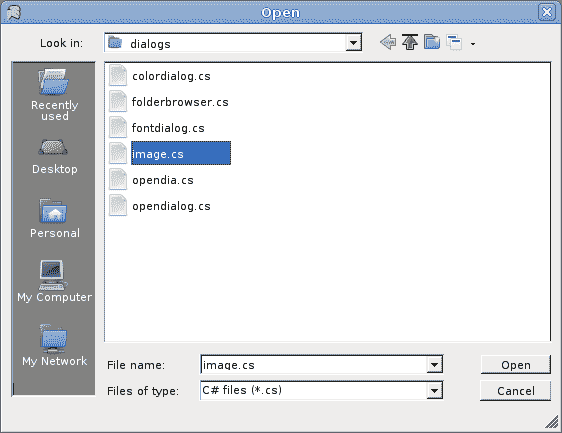 Open
Look in:
dialogs
Recently
used
Desktop
Personal
My Computer
My Network
colordialog.cs
folderbrowser.cs
fontdialog.cs
image.cs
opendia.cs
opendialog.cs
File name:
image.cs
Open
Files of type:
C# files (*.cs)
Cancel